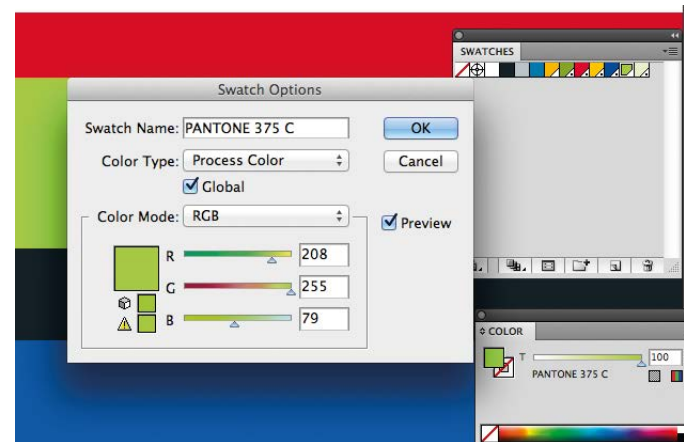 SWATCHES
Swatch Options
Swatch Name: PANTONE 375 C
OK
Color Type: Process Color
Cancel
Global
Color Mode: RGB
Preview
R 208
G 255
B 79
COLOR
T 100
PANTONE 375 C